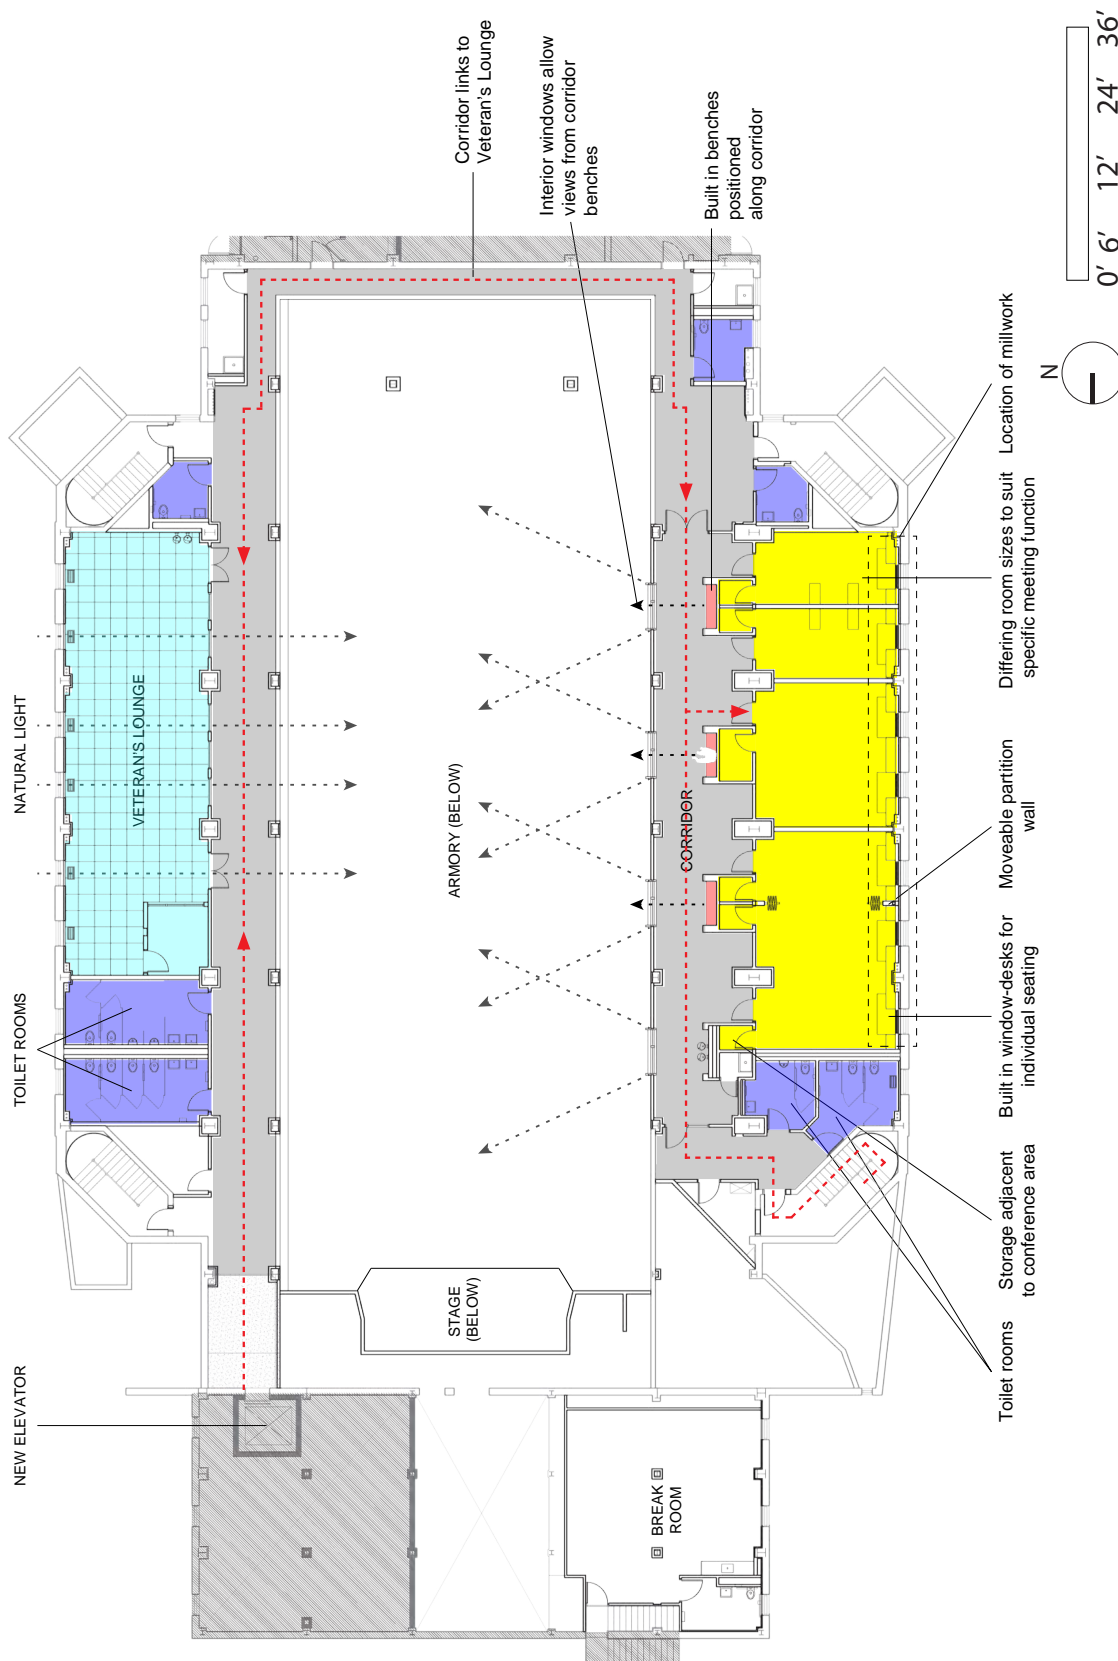 NEW ELEVATOR
TOILET ROOMS
NATURAL LIGHT
VETERAN'S LOUNGE
Corridor links to
Veteran's Lounge
Interior windows allow
views from corridor
benches
Built in benches
positioned
along corridor
ARMORY (BELOW)
STAGE
(BELOW)
CORRIDOR
BREAK
ROOM
Toilet rooms
Storage adjacent
to conference area
Built in window-desks for
individual seating
Moveable partition
wall
Differing room sizes to suit
specific meeting function
Location of millwork
N
0' 6' 12' 24' 36'